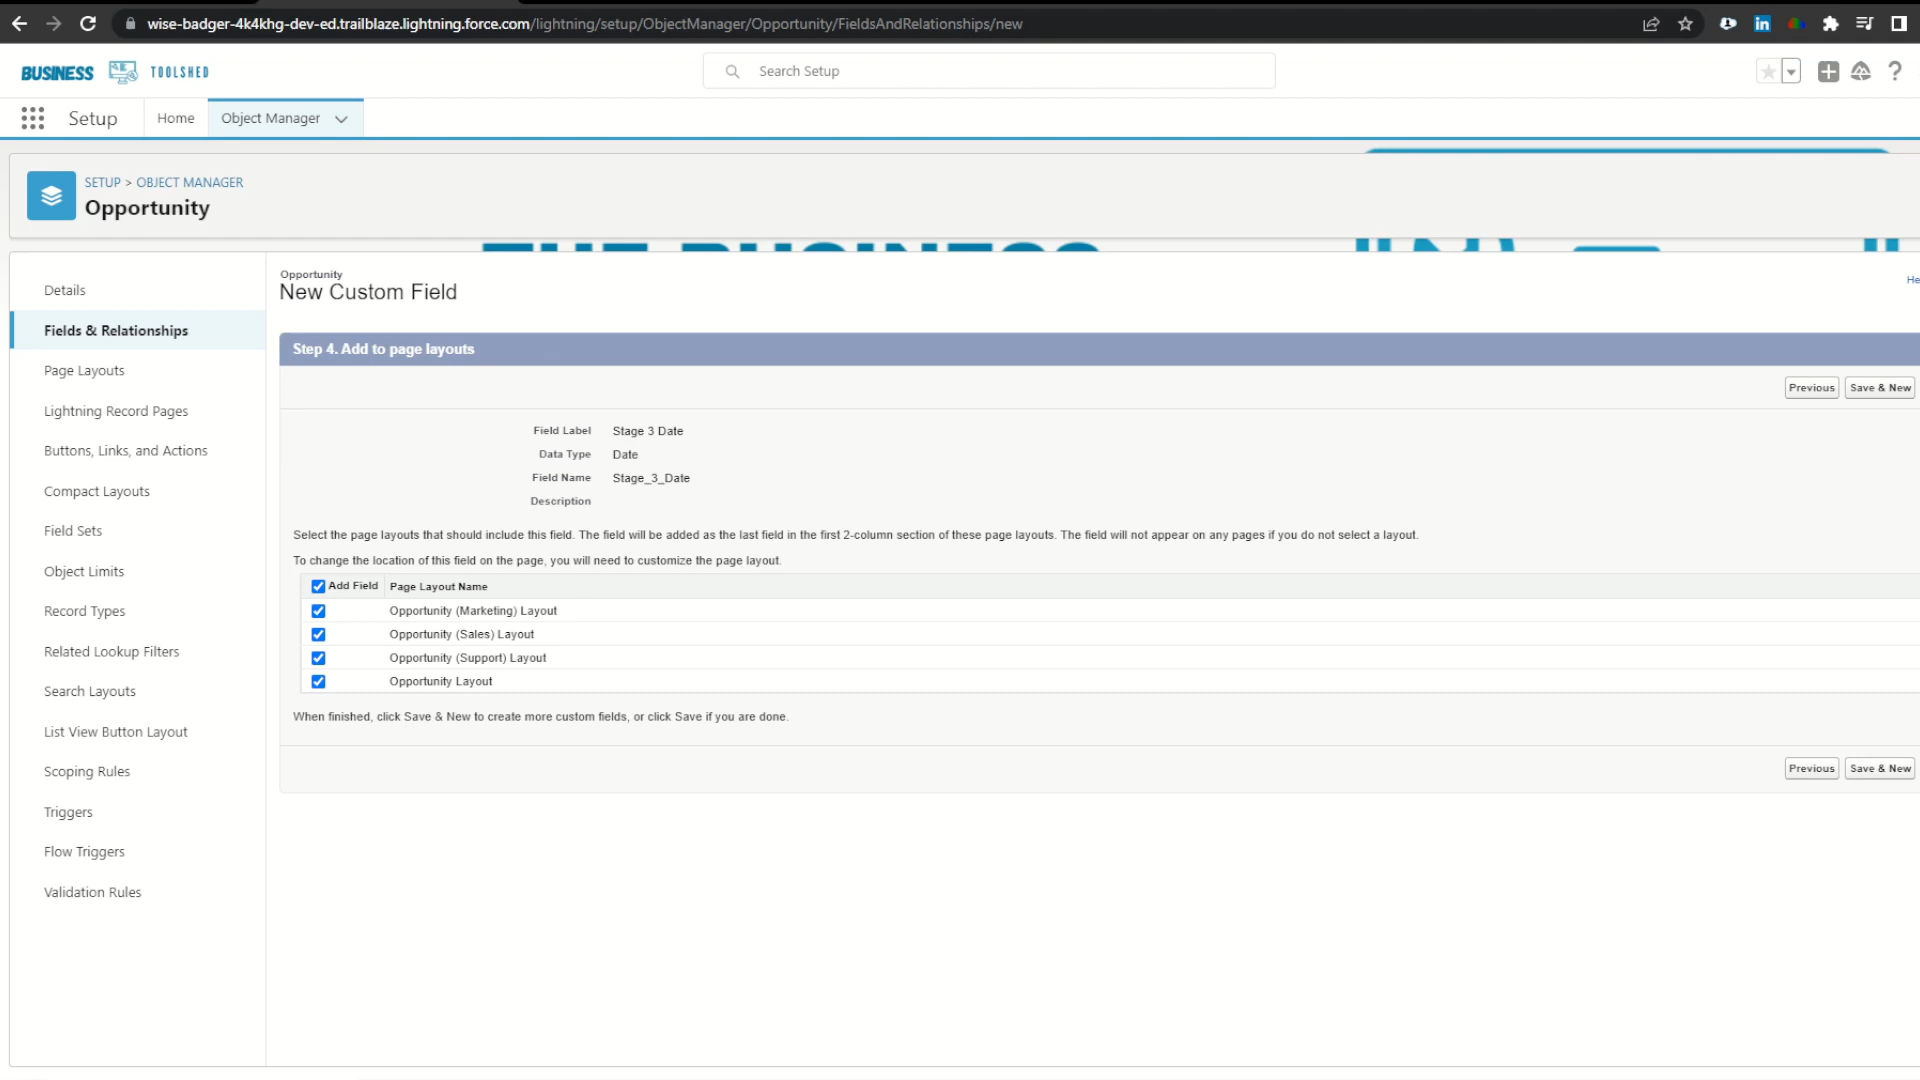 wise-badger-4k4khg-dev-ed.trailblaze.lightning.force.com/lightning/setup/ObjectManager/Opportunity/FieldsAndRelationships/new
BUSINESS TOOLSHED
Search Setup
Setup
Home
Object Manager
SETUP > OBJECT MANAGER
Opportunity
THE BUSINESS
Details
Fields & Relationships
Page Layouts
Lightning Record Pages
Buttons, Links, and Actions
Compact Layouts
Field Sets
Object Limits
Record Types
Related Lookup Filters
Search Layouts
List View Button Layout
Scoping Rules
Triggers
Flow Triggers
Validation Rules
Opportunity
New Custom Field
He
Step 4. Add to page layouts
Previous Save & New
Field Label Stage 3 Date
Data Type Date
Field Name Stage_3_Date
Description
Select the page layouts that should include this field. The field will be added as the last field in the first 2-column section of these page layouts. The field will not appear on any pages if you do not select a layout.
To change the location of this field on the page, you will need to customize the page layout.
Add Field Page Layout Name
Opportunity (Marketing) Layout
Opportunity (Sales) Layout
Opportunity (Support) Layout
Opportunity Layout
When finished, click Save & New to create more custom fields, or click Save if you are done.
Previous Save & New